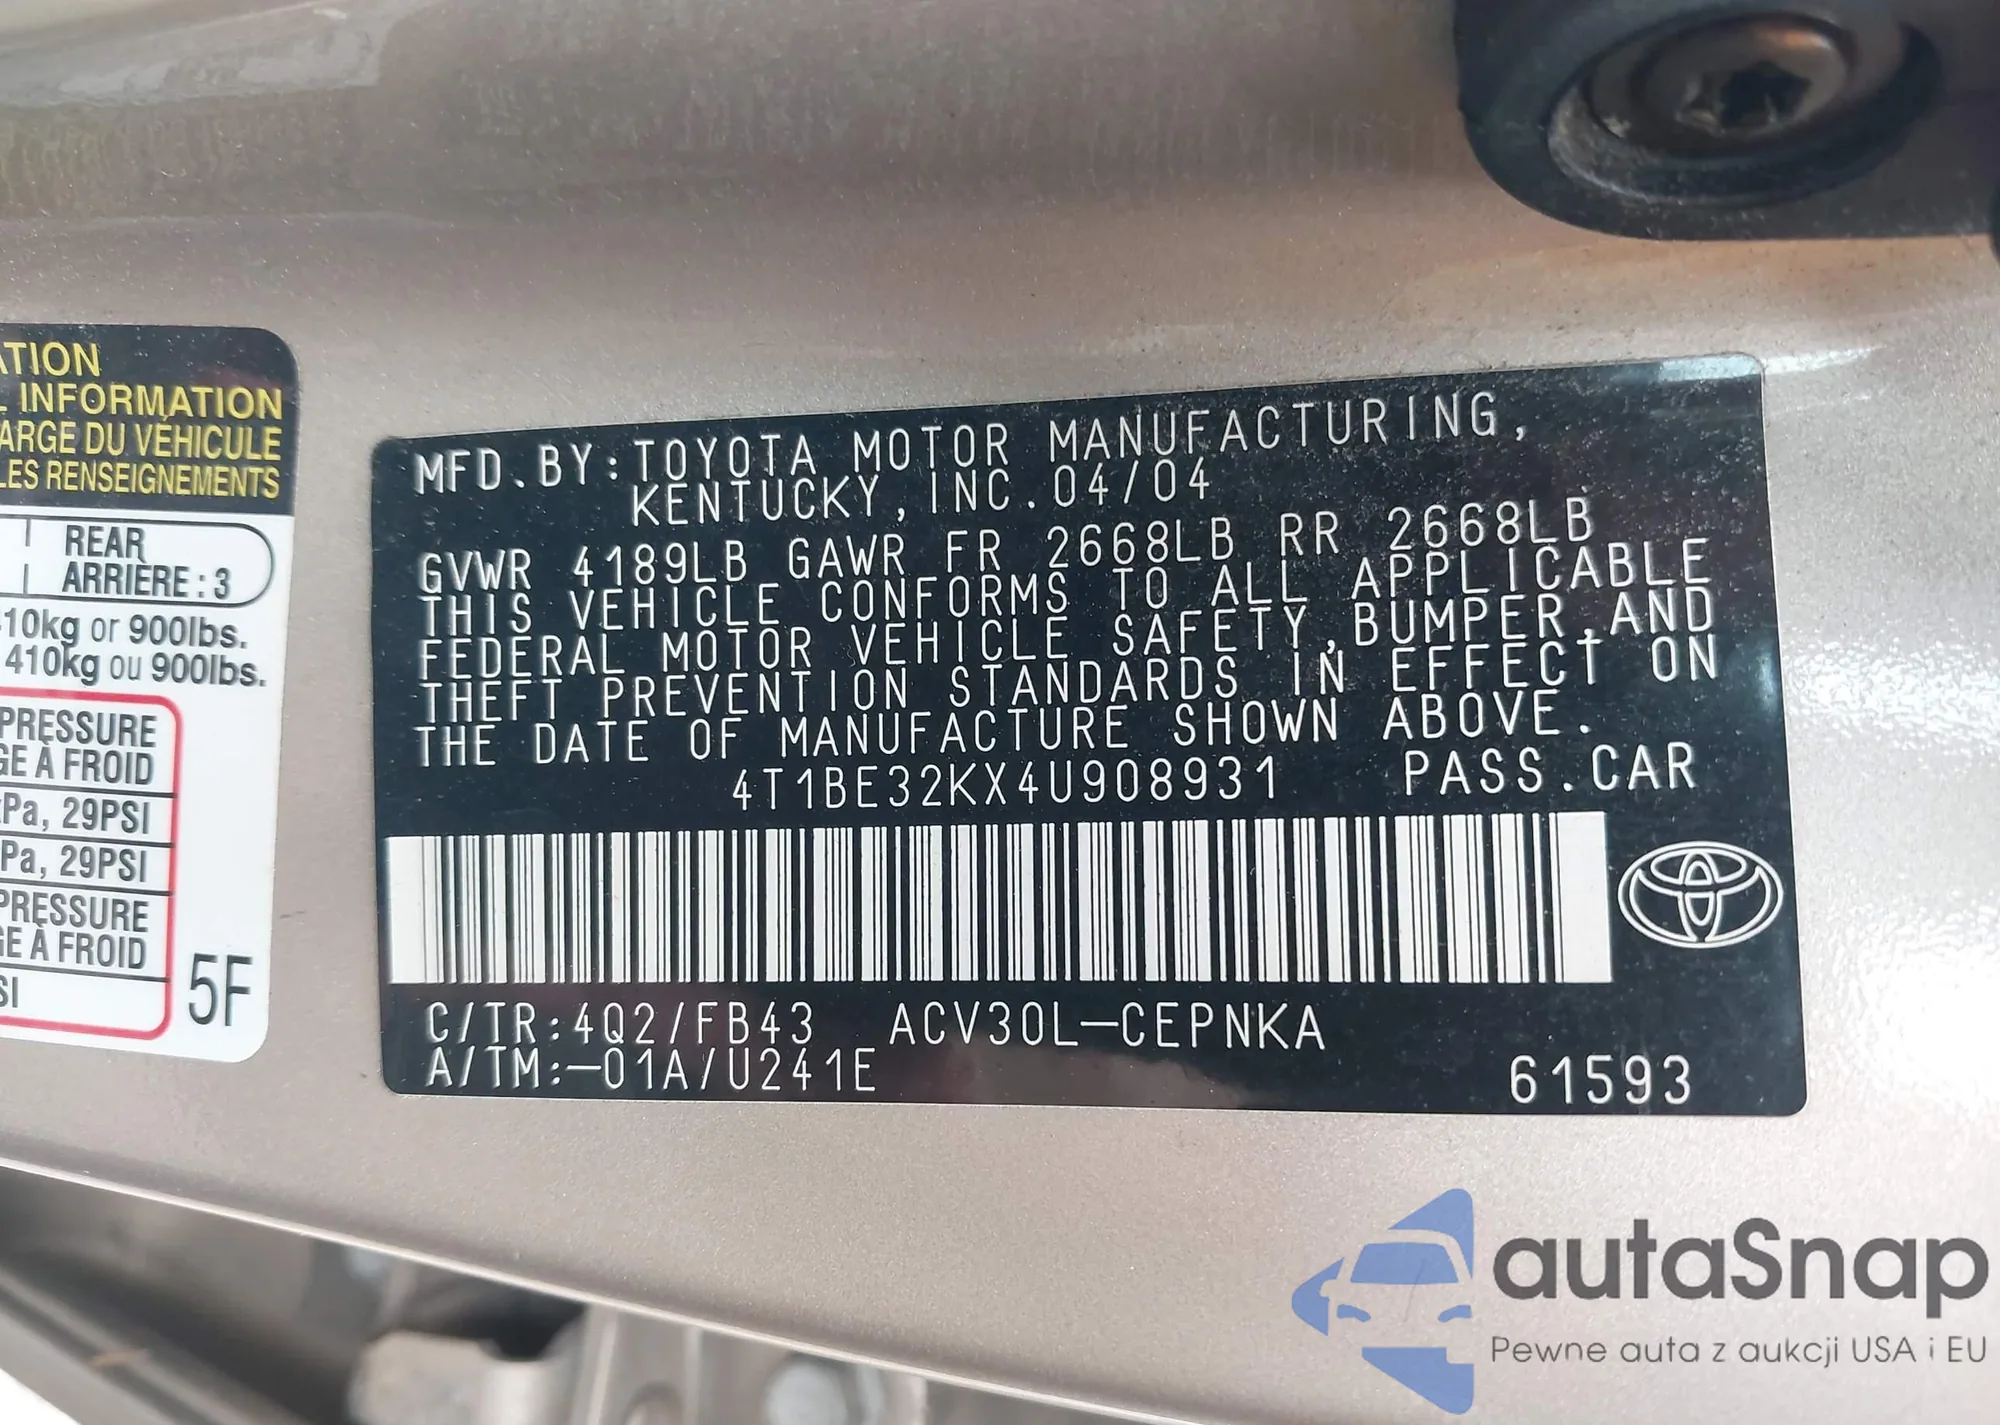 ATION
L INFORMATION
ARGE DU VÉHICULE
LES RENSEIGNEMENTS
REAR
ARRIÈRE : 3
10kg or 900lbs.
410kg ou 900lbs.
PRESSURE
GE À FROID
kPa, 29PSI
Pa, 29PSI
PRESSURE
GE À FROID
SI
5F
MFD. BY: TOYOTA MOTOR MANUFACTURING,
KENTUCKY, INC. 04/04
GVWR 4189LB GAWR FR 2668LB RR 2668LB
THIS VEHICLE CONFORMS TO ALL APPLICABLE
FEDERAL MOTOR VEHICLE SAFETY, BUMPER, AND
THEFT PREVENTION STANDARDS IN EFFECT ON
THE DATE OF MANUFACTURE SHOWN ABOVE.
4T1BE32KX4U908931 PASS. CAR
C/TR: 4Q2/FB43 ACV30L-CEPNKA
A/TM: -01A/U241E
61593
autaSnap
Pewne auta z aukcji USA i EU